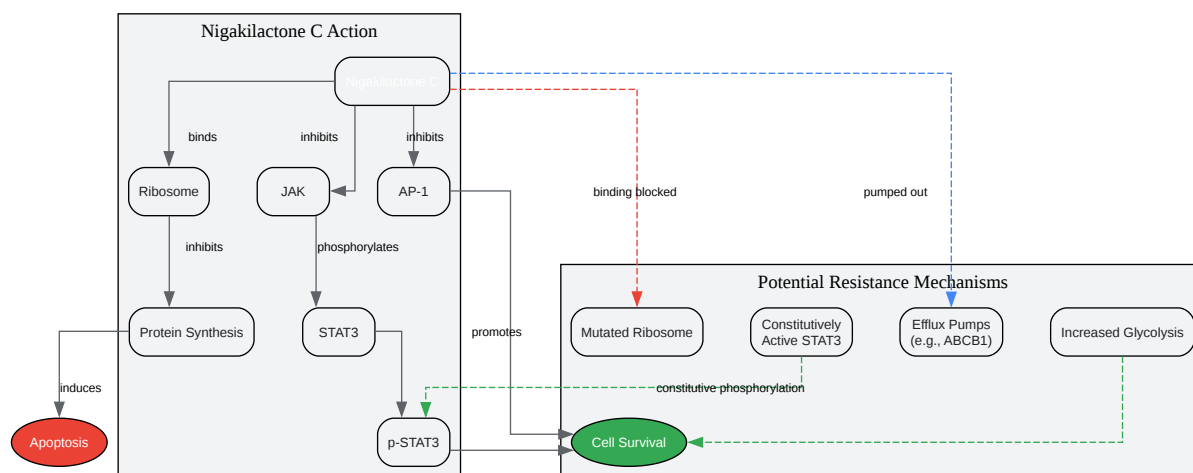 Nigakilactone C Action
Nigakilactone C
binds
inhibits
inhibits
Ribosome
JAK
AP-1
binding blocked
pumped out
inhibits
phosphorylates
Potential Resistance Mechanisms
Protein Synthesis
STAT3
promotes
Mutated Ribosome
Constitutively
Active STAT3
Efflux Pumps
(e.g., ABCB1)
Increased Glycolysis
induces
constitutive phosphorylation
Apoptosis
p-STAT3
Cell Survival